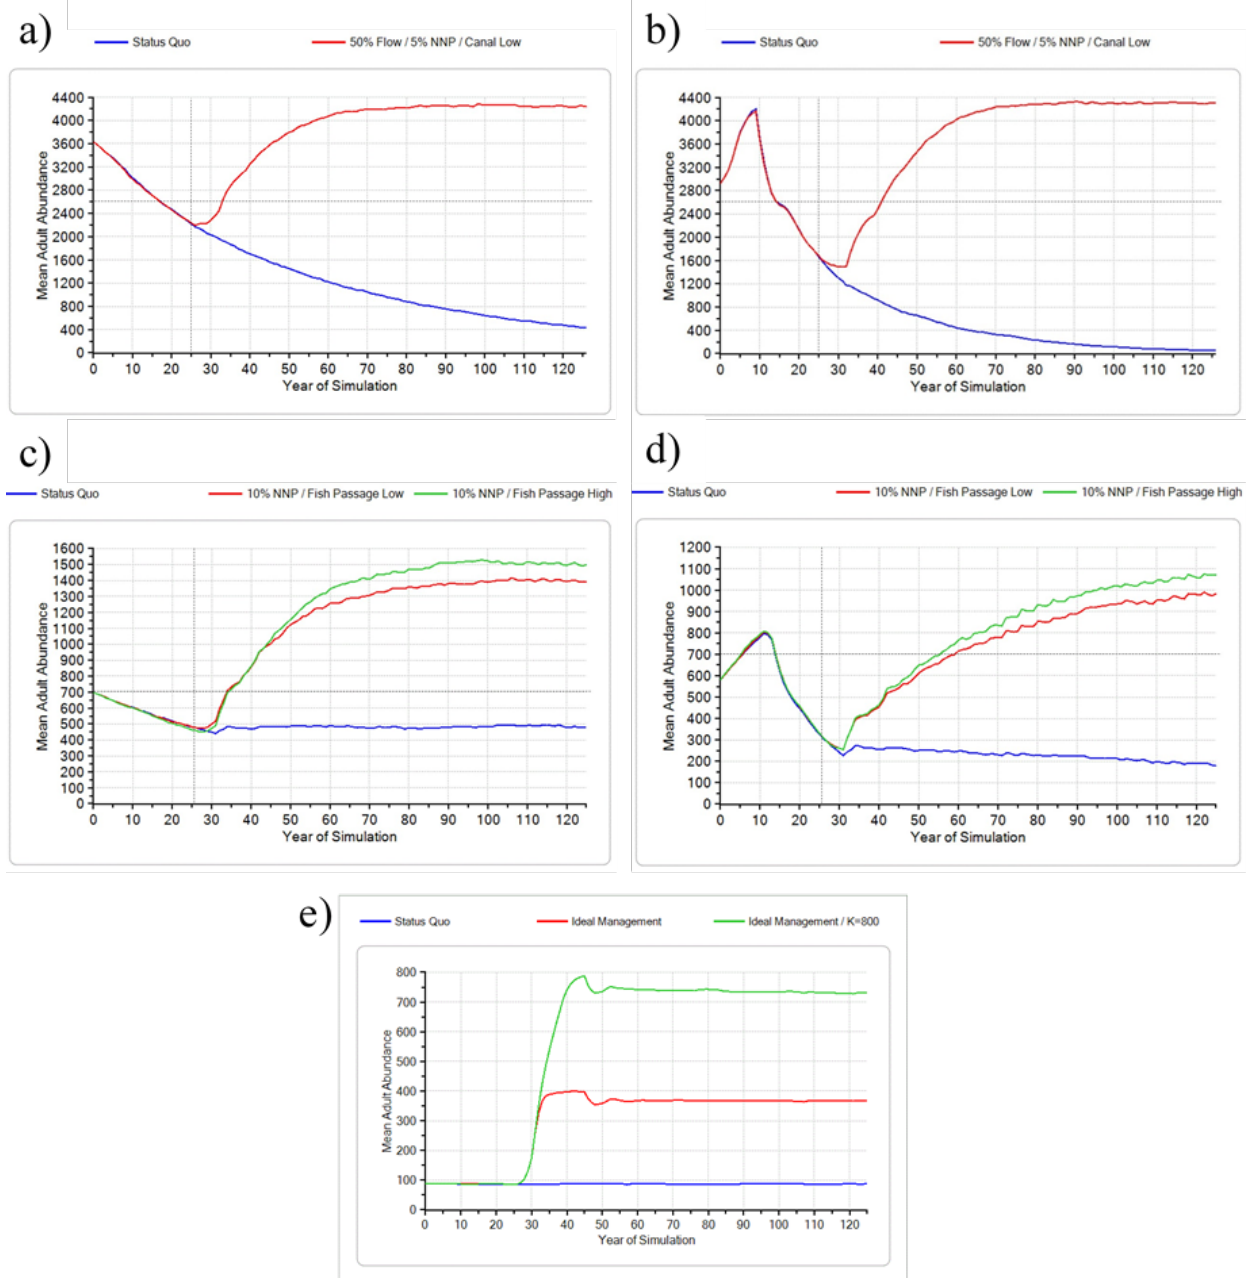 a)
Status Quo 50% Flow / 5% NNP / Canal Low
4400
4000
3600
3200
2800
2400
2000
1600
1200
800
400
0
Mean Adult Abundance
0 10 20 30 40 50 60 70 80 90 100 110 120
Year of Simulation
b)
Status Quo 50% Flow / 5% NNP / Canal Low
4400
4000
3600
3200
2800
2400
2000
1600
1200
800
400
0
Mean Adult Abundance
0 10 20 30 40 50 60 70 80 90 100 110 120
Year of Simulation
c)
Status Quo 10% NNP / Fish Passage Low 10% NNP / Fish Passage High
1600
1500
1400
1300
1200
1100
1000
900
800
700
600
500
400
300
200
100
0
Mean Adult Abundance
0 10 20 30 40 50 60 70 80 90 100 110 120
Year of Simulation
d)
Status Quo 10% NNP / Fish Passage Low 10% NNP / Fish Passage High
1200
1100
1000
900
800
700
600
500
400
300
200
100
0
Mean Adult Abundance
0 10 20 30 40 50 60 70 80 90 100 110 120
Year of Simulation
e)
Status Quo Ideal Management Ideal Management / K=800
800
700
600
500
400
300
200
100
0
Mean Adult Abundance
0 10 20 30 40 50 60 70 80 90 100 110 120
Year of Simulation